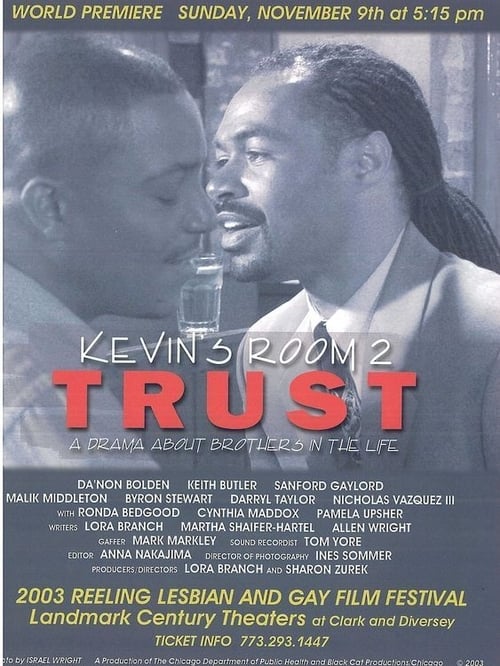 WORLD PREMIERE SUNDAY, NOVEMBER 9th at 5:15 pm
KEVIN'S ROOM 2
TRUST
A DRAMA ABOUT BROTHERS IN THE LIFE
DA'NON BOLDEN KEITH BUTLER SANFORD GAYLORD
MALIK MIDDLETON BYRON STEWART DARRYL TAYLOR NICHOLAS VAZQUEZ III
WITH RONDA BEDGOOD CYNTHIA MADDOX PAMELA UPSHER
WRITERS LORA BRANCH MARTHA SHAIFER-HARTEL ALLEN WRIGHT
GAFFER MARK MARKLEY SOUND RECORDIST TOM YORE
EDITOR ANNA NAKAJIMA DIRECTOR OF PHOTOGRAPHY INES SOMMER
PRODUCERS/DIRECTORS LORA BRANCH AND SHARON ZUREK
2003 REELING LESBIAN AND GAY FILM FESTIVAL
Landmark Century Theaters at Clark and Diversey
TICKET INFO 773.293.1447
by ISRAEL WRIGHT A Production of The Chicago Department of Public Health and Black Cat Productions/Chicago © 2003